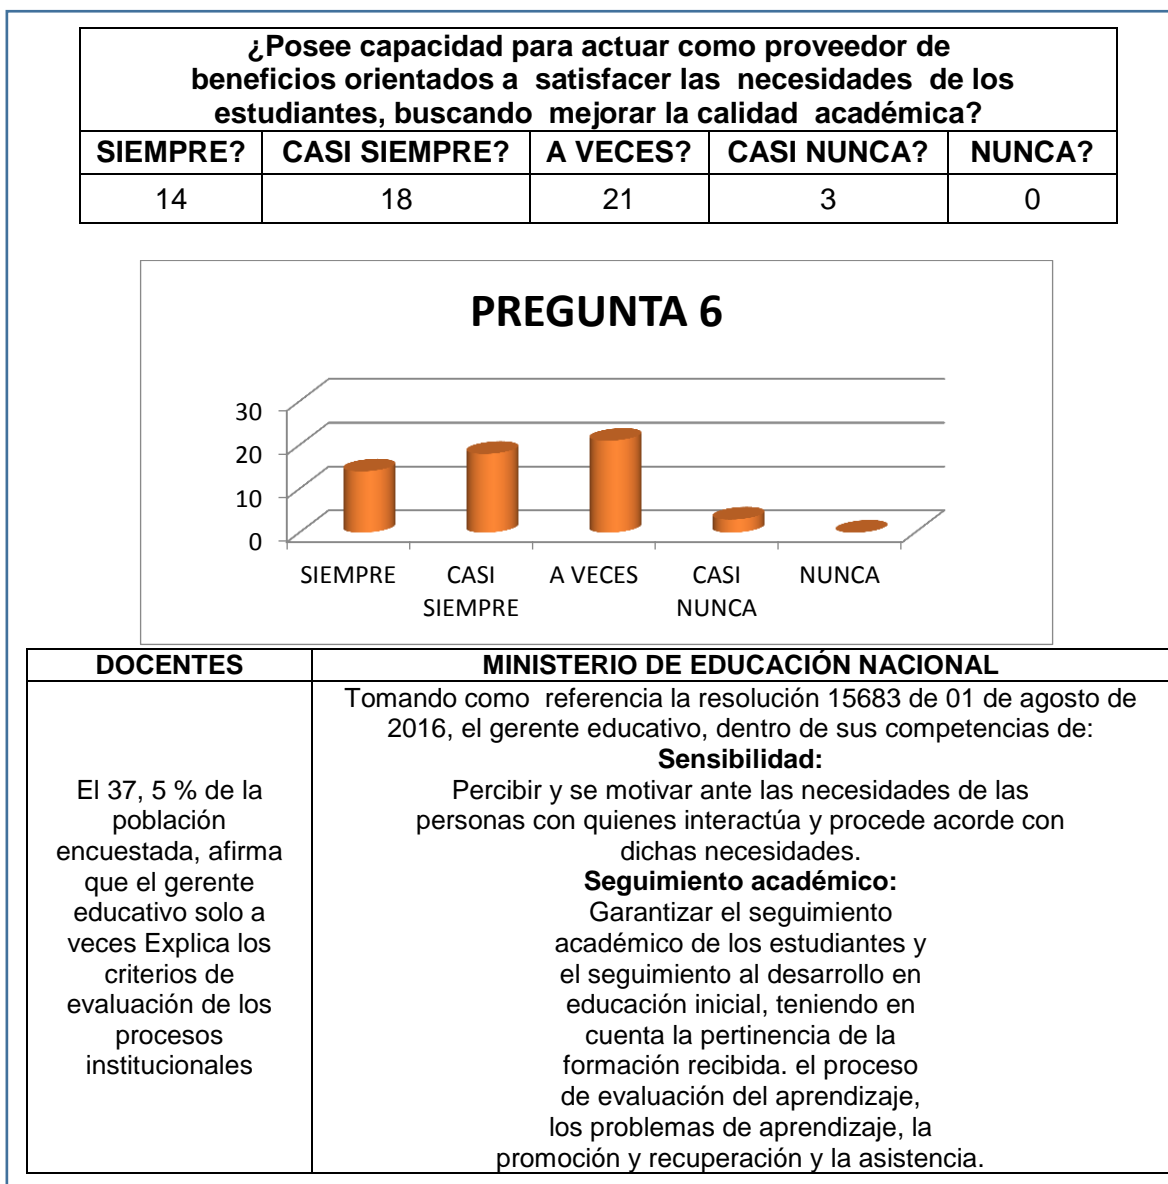 ¿Posee capacidad para actuar como proveedor de
beneficios orientados a satisfacer las necesidades de los
estudiantes, buscando mejorar la calidad académica?
SIEMPRE? CASI SIEMPRE? A VECES? CASI NUNCA? NUNCA?
14 18 21 3 0
PREGUNTA 6
30
20
10
0
SIEMPRE CASI SIEMPRE A VECES CASI NUNCA NUNCA
DOCENTES
El 37, 5 % de la
población
encuestada, afirma
que el gerente
educativo solo a
veces Explica los
criterios de
evaluación de los
procesos
institucionales
MINISTERIO DE EDUCACIÓN NACIONAL
Tomando como referencia la resolución 15683 de 01 de agosto de
2016, el gerente educativo, dentro de sus competencias de:
Sensibilidad:
Percibir y se motivar ante las necesidades de las
personas con quienes interactúa y procede acorde con
dichas necesidades.
Seguimiento académico:
Garantizar el seguimiento
académico de los estudiantes y
el seguimiento al desarrollo en
educación inicial, teniendo en
cuenta la pertinencia de la
formación recibida. el proceso
de evaluación del aprendizaje,
los problemas de aprendizaje, la
promoción y recuperación y la asistencia.